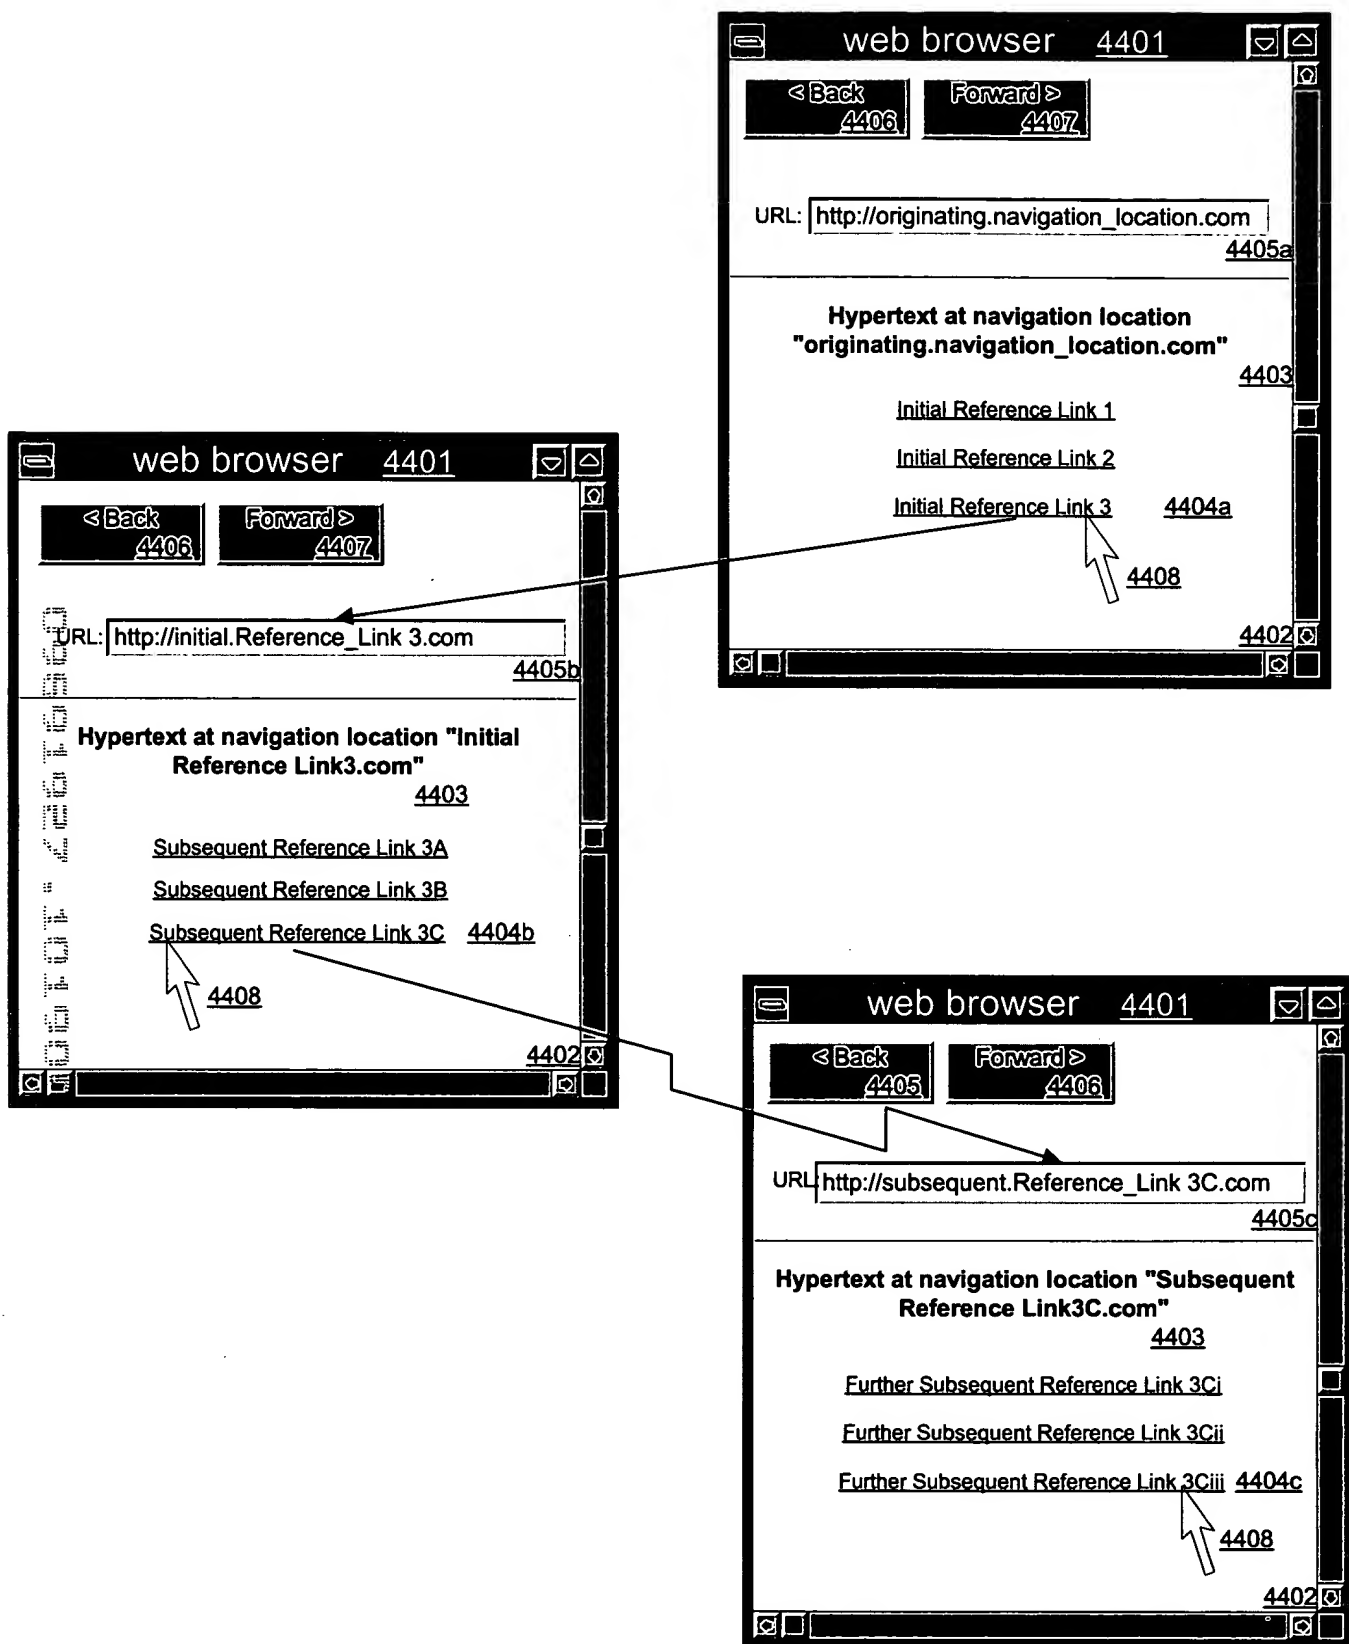 web browser 4401
< Back
4406
Forward >
4407
URL: http://originating.navigation_location.com
4405a
Hypertext at navigation location
"originating.navigation_location.com"
4403
Initial Reference Link 1
Initial Reference Link 2
Initial Reference Link 3 4404a
4408
4402
web browser 4401
< Back
4406
Forward >
4407
URL: http://initial.Reference_Link 3.com
4405b
Hypertext at navigation location "Initial
Reference Link3.com"
4403
Subsequent Reference Link 3A
Subsequent Reference Link 3B
Subsequent Reference Link 3C 4404b
4408
4402
web browser 4401
< Back
4405
Forward >
4406
URL: http://subsequent.Reference_Link 3C.com
4405c
Hypertext at navigation location "Subsequent
Reference Link3C.com"
4403
Further Subsequent Reference Link 3Ci
Further Subsequent Reference Link 3Cii
Further Subsequent Reference Link 3Ciii 4404c
4408
4402